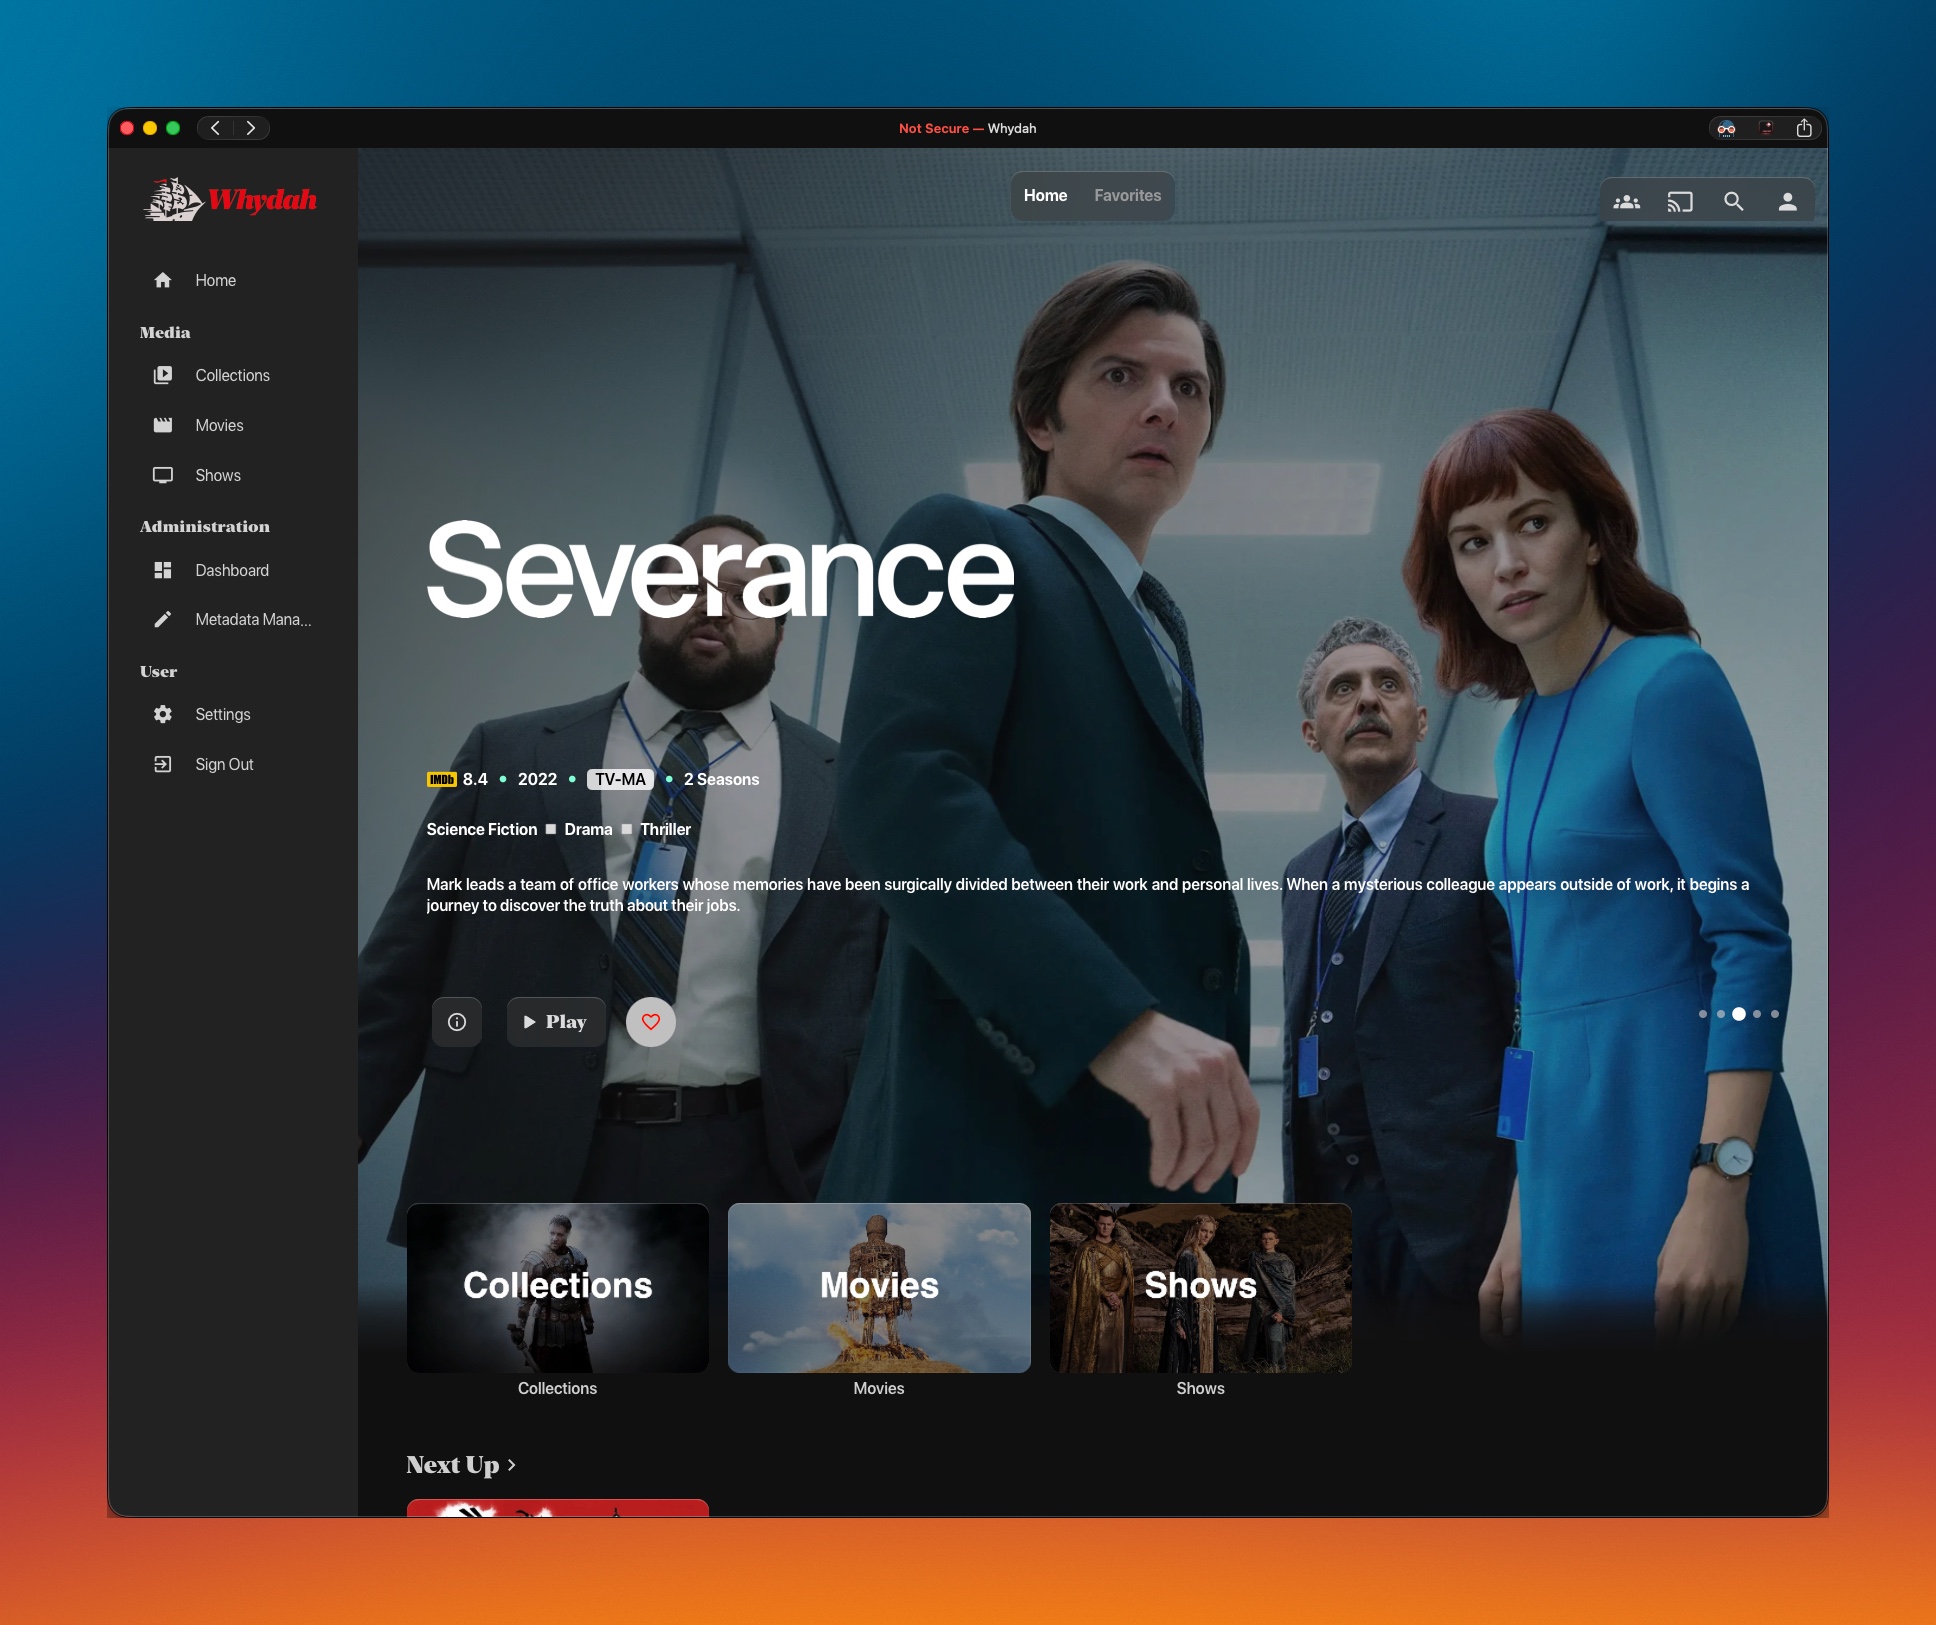 Not Secure — Whydah
Whydah
Home
Favorites
Home
Media
Collections
Movies
Shows
Administration
Dashboard
Metadata Mana...
User
Settings
Sign Out
Severance
IMDb 8.4 • 2022 • TV-MA • 2 Seasons
Science Fiction ■ Drama ■ Thriller
Mark leads a team of office workers whose memories have been surgically divided between their work and personal lives. When a mysterious colleague appears outside of work, it begins a
journey to discover the truth about their jobs.
Play
Collections
Movies
Shows
Collections
Movies
Shows
Next Up